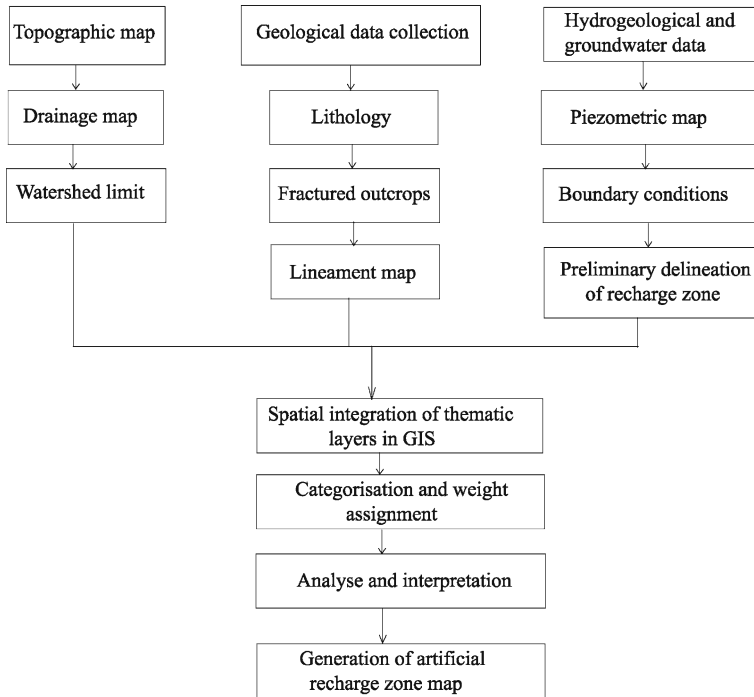 Topographic map
Drainage map
Watershed limit
Geological data collection
Lithology
Fractured outcrops
Lineament map
Hydrogeological and
groundwater data
Piezometric map
Boundary conditions
Preliminary delineation
of recharge zone
Spatial integration of thematic
layers in GIS
Categorisation and weight
assignment
Analyse and interpretation
Generation of artificial
recharge zone map